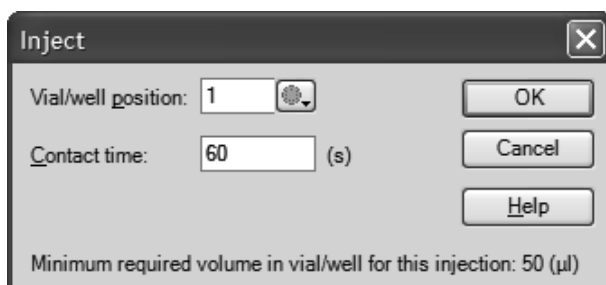 Inject
Vial/well position: 1
OK
Contact time: 60 (s)
Cancel
Help
Minimum required volume in vial/well for this injection: 50 (µl)